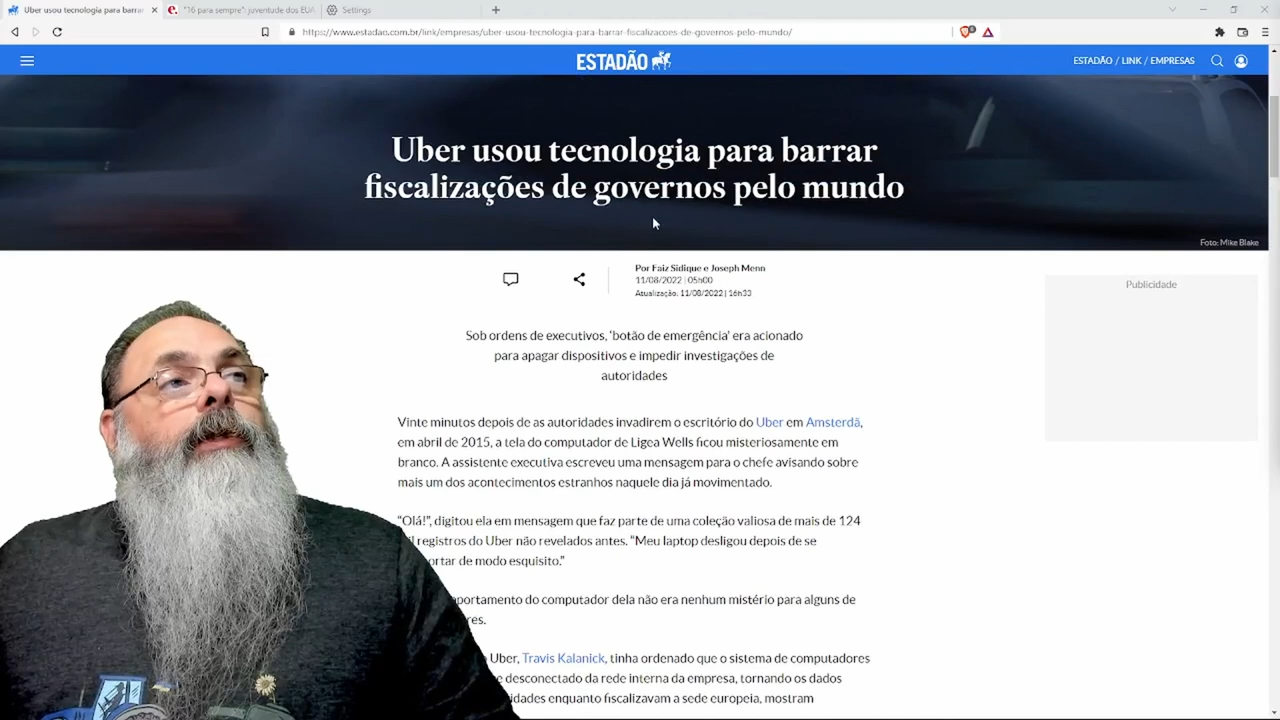 Uber usou tecnologia para barrar
"16 para sempre": juventude dos EUA
Settings
https://www.estadao.com.br/link/empresas/uber-usou-tecnologia-para-barrar-fiscalizacoes-de-governos-pelo-mundo/
ESTADÃO
ESTADÃO / LINK / EMPRESAS
Uber usou tecnologia para barrar
fiscalizações de governos pelo mundo
Foto: Mike Blake
Por Faiz Sidique e Joseph Menn
11/08/2022 | 05h00
Atualização: 11/08/2022 | 16h33
Publicidade
Sob ordens de executivos, 'botão de emergência' era acionado
para apagar dispositivos e impedir investigações de
autoridades
Vinte minutos depois de as autoridades invadirem o escritório do Uber em Amsterdã,
em abril de 2015, a tela do computador de Ligea Wells ficou misteriosamente em
branco. A assistente executiva escreveu uma mensagem para o chefe avisando sobre
mais um dos acontecimentos estranhos naquele dia já movimentado.
“Olá!”, digitou ela em mensagem que faz parte de uma coleção valiosa de mais de 124
registros do Uber não revelados antes. “Meu laptop desligou depois de se
de modo esquisito.”
dela não era nenhum mistério para alguns de
Uber, Travis Kalanick, tinha ordenado que o sistema de computadores
desconectado da rede interna da empresa, tornando os dados
enquanto fiscalizavam a sede europeia, mostram